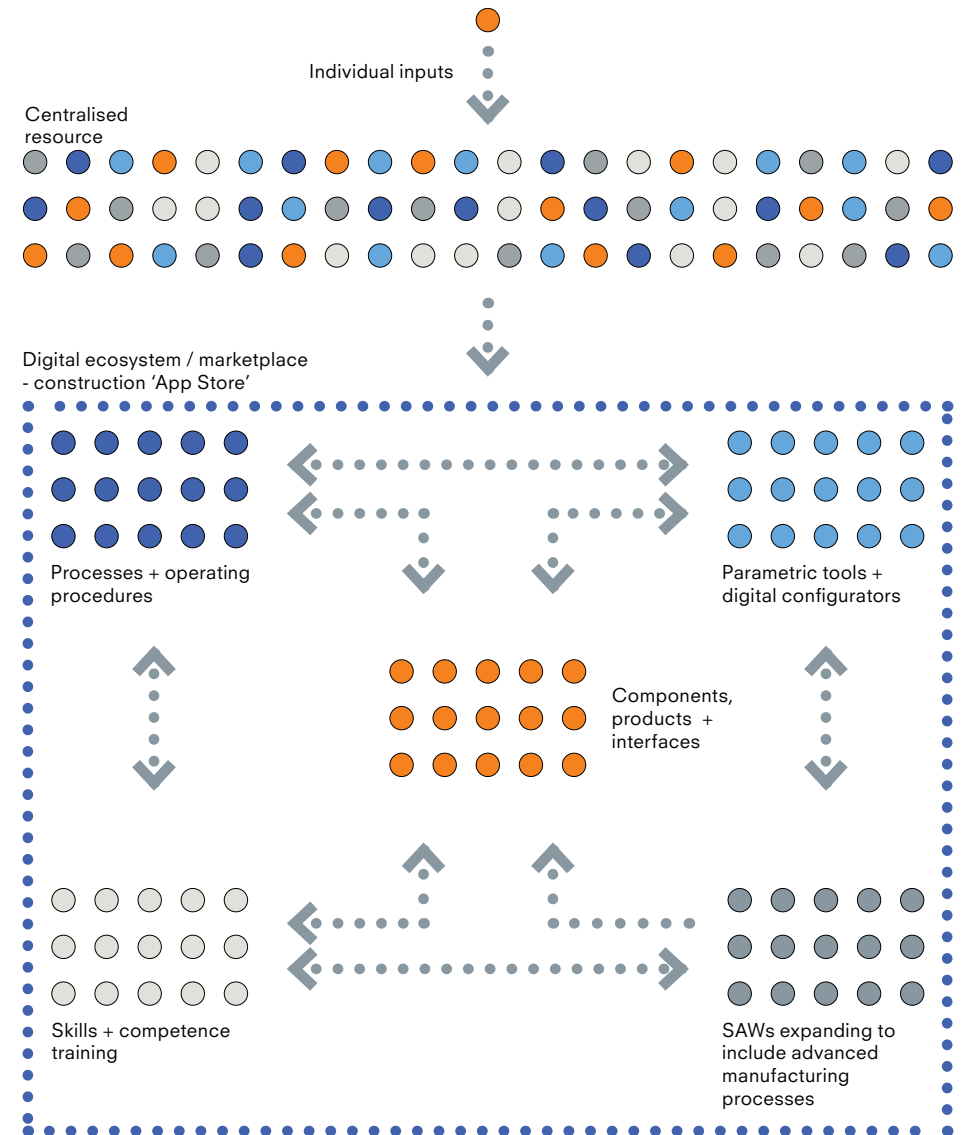 Individual inputs
Centralised
resource
Digital ecosystem / marketplace
- construction ‘App Store’
Processes + operating
procedures
Parametric tools +
digital configurators
Components,
products +
interfaces
Skills + competence
training
SAWs expanding to
include advanced
manufacturing
processes